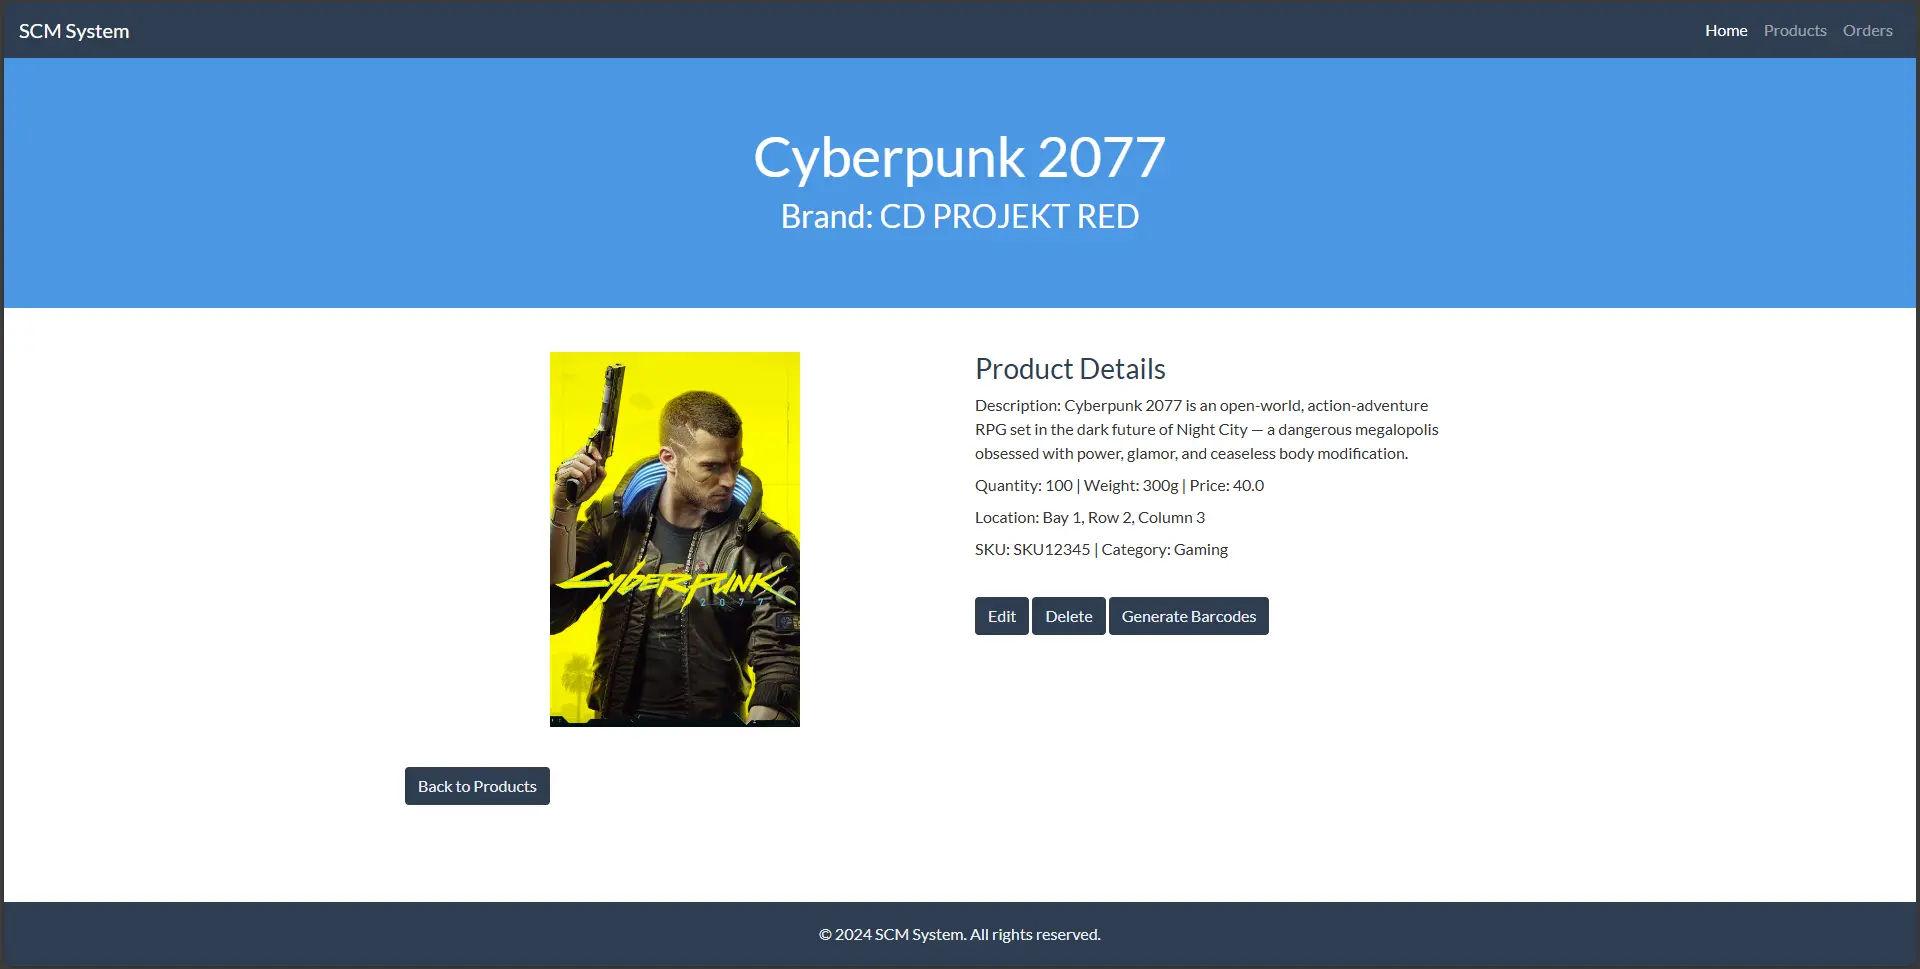 SCM System
Home Products Orders
Cyberpunk 2077
Brand: CD PROJEKT RED
CYBERPUNK
2077
Product Details
Description: Cyberpunk 2077 is an open-world, action-adventure
RPG set in the dark future of Night City — a dangerous megalopolis
obsessed with power, glamor, and ceaseless body modification.
Quantity: 100 | Weight: 300g | Price: 40.0
Location: Bay 1, Row 2, Column 3
SKU: SKU12345 | Category: Gaming
Edit Delete Generate Barcodes
Back to Products
© 2024 SCM System. All rights reserved.